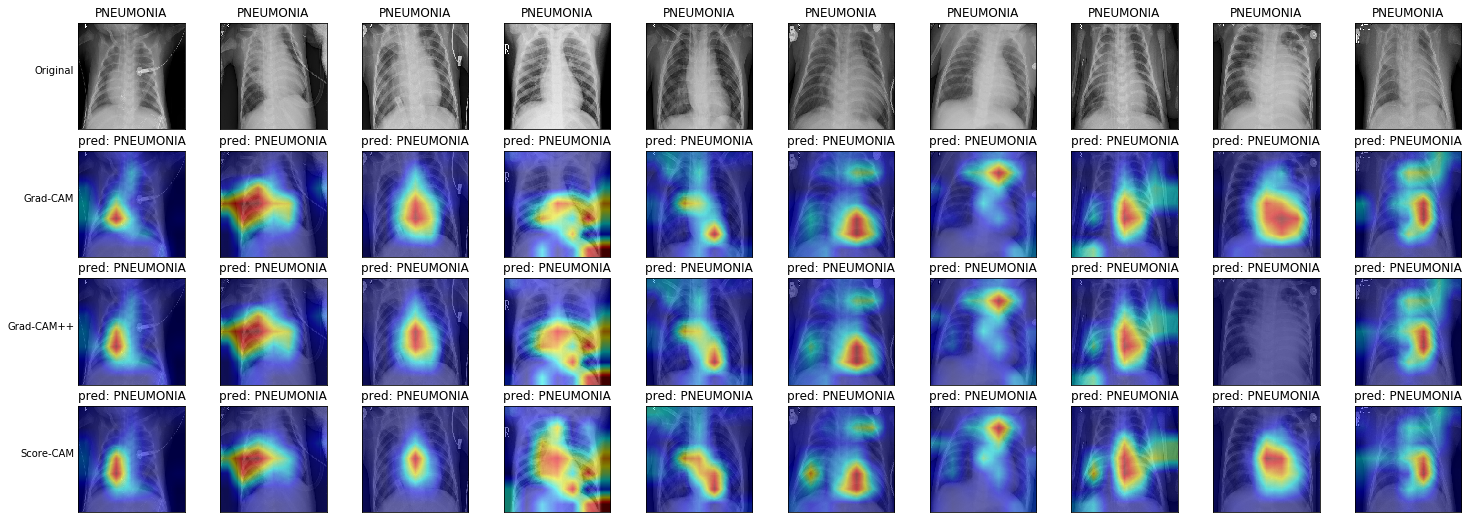 PNEUMONIA PNEUMONIA PNEUMONIA PNEUMONIA PNEUMONIA PNEUMONIA PNEUMONIA PNEUMONIA PNEUMONIA PNEUMONIA
Original
R
pred: PNEUMONIA pred: PNEUMONIA pred: PNEUMONIA pred: PNEUMONIA pred: PNEUMONIA pred: PNEUMONIA pred: PNEUMONIA pred: PNEUMONIA pred: PNEUMONIA pred: PNEUMONIA
Grad-CAM
pred: PNEUMONIA pred: PNEUMONIA pred: PNEUMONIA pred: PNEUMONIA pred: PNEUMONIA pred: PNEUMONIA pred: PNEUMONIA pred: PNEUMONIA pred: PNEUMONIA pred: PNEUMONIA
Grad-CAM++
pred: PNEUMONIA pred: PNEUMONIA pred: PNEUMONIA pred: PNEUMONIA pred: PNEUMONIA pred: PNEUMONIA pred: PNEUMONIA pred: PNEUMONIA pred: PNEUMONIA pred: PNEUMONIA
Score-CAM